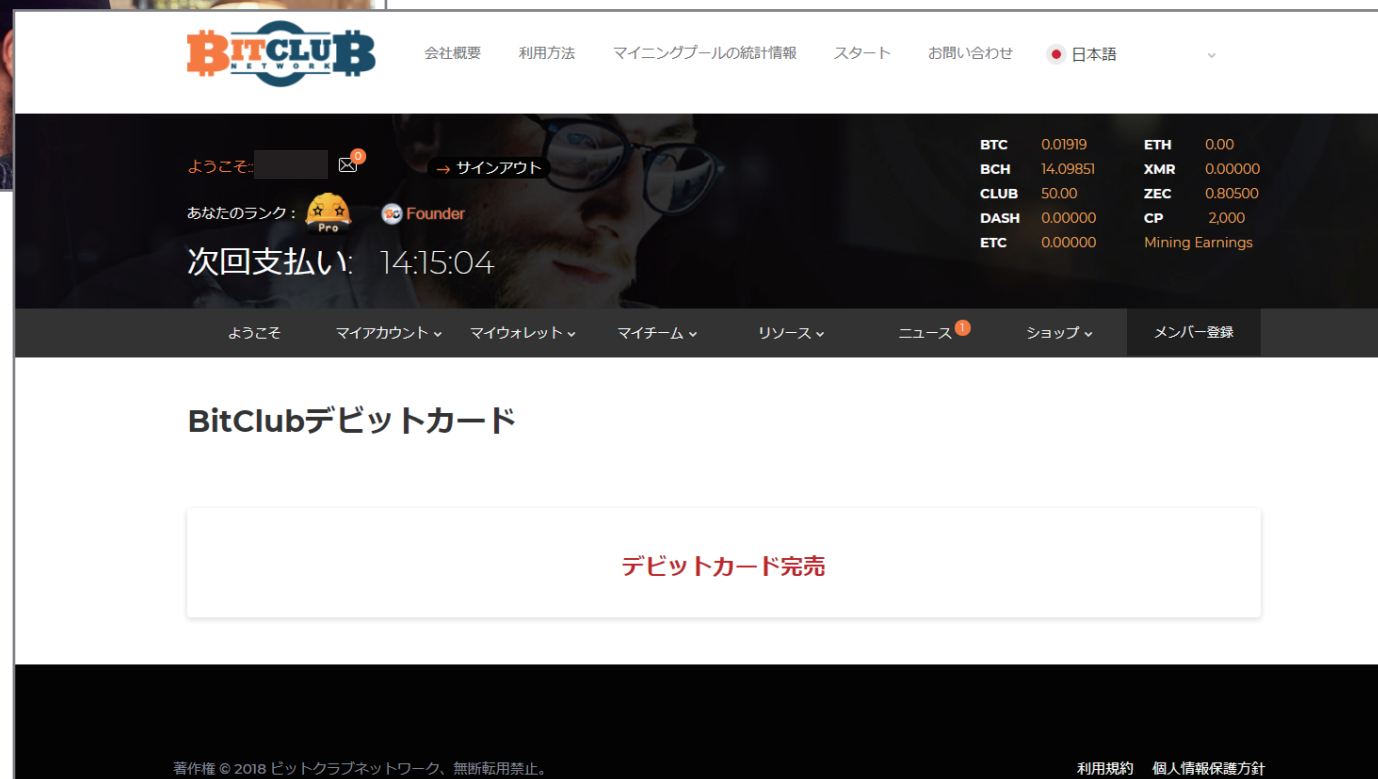 BITCLUB
NETWORK
会社概要 利用方法 マイニングプールの統計情報 スタート お問い合わせ 日本語
ようこそ: 0 → サインアウト
あなたのランク: Pro Founder
次回支払い: 14:15:04
BTC 0.01919 ETH 0.00
BCH 14.09851 XMR 0.00000
CLUB 50.00 ZEC 0.80500
DASH 0.00000 CP 2,000
ETC 0.00000 Mining Earnings
ようこそ マイアカウント マイウォレット マイチーム リソース ニュース 1 ショップ メンバー登録
BitClubデビットカード
デビットカード完売
著作権 © 2018 ビットクラブネットワーク、無断転用禁止。 利用規約 個人情報保護方針